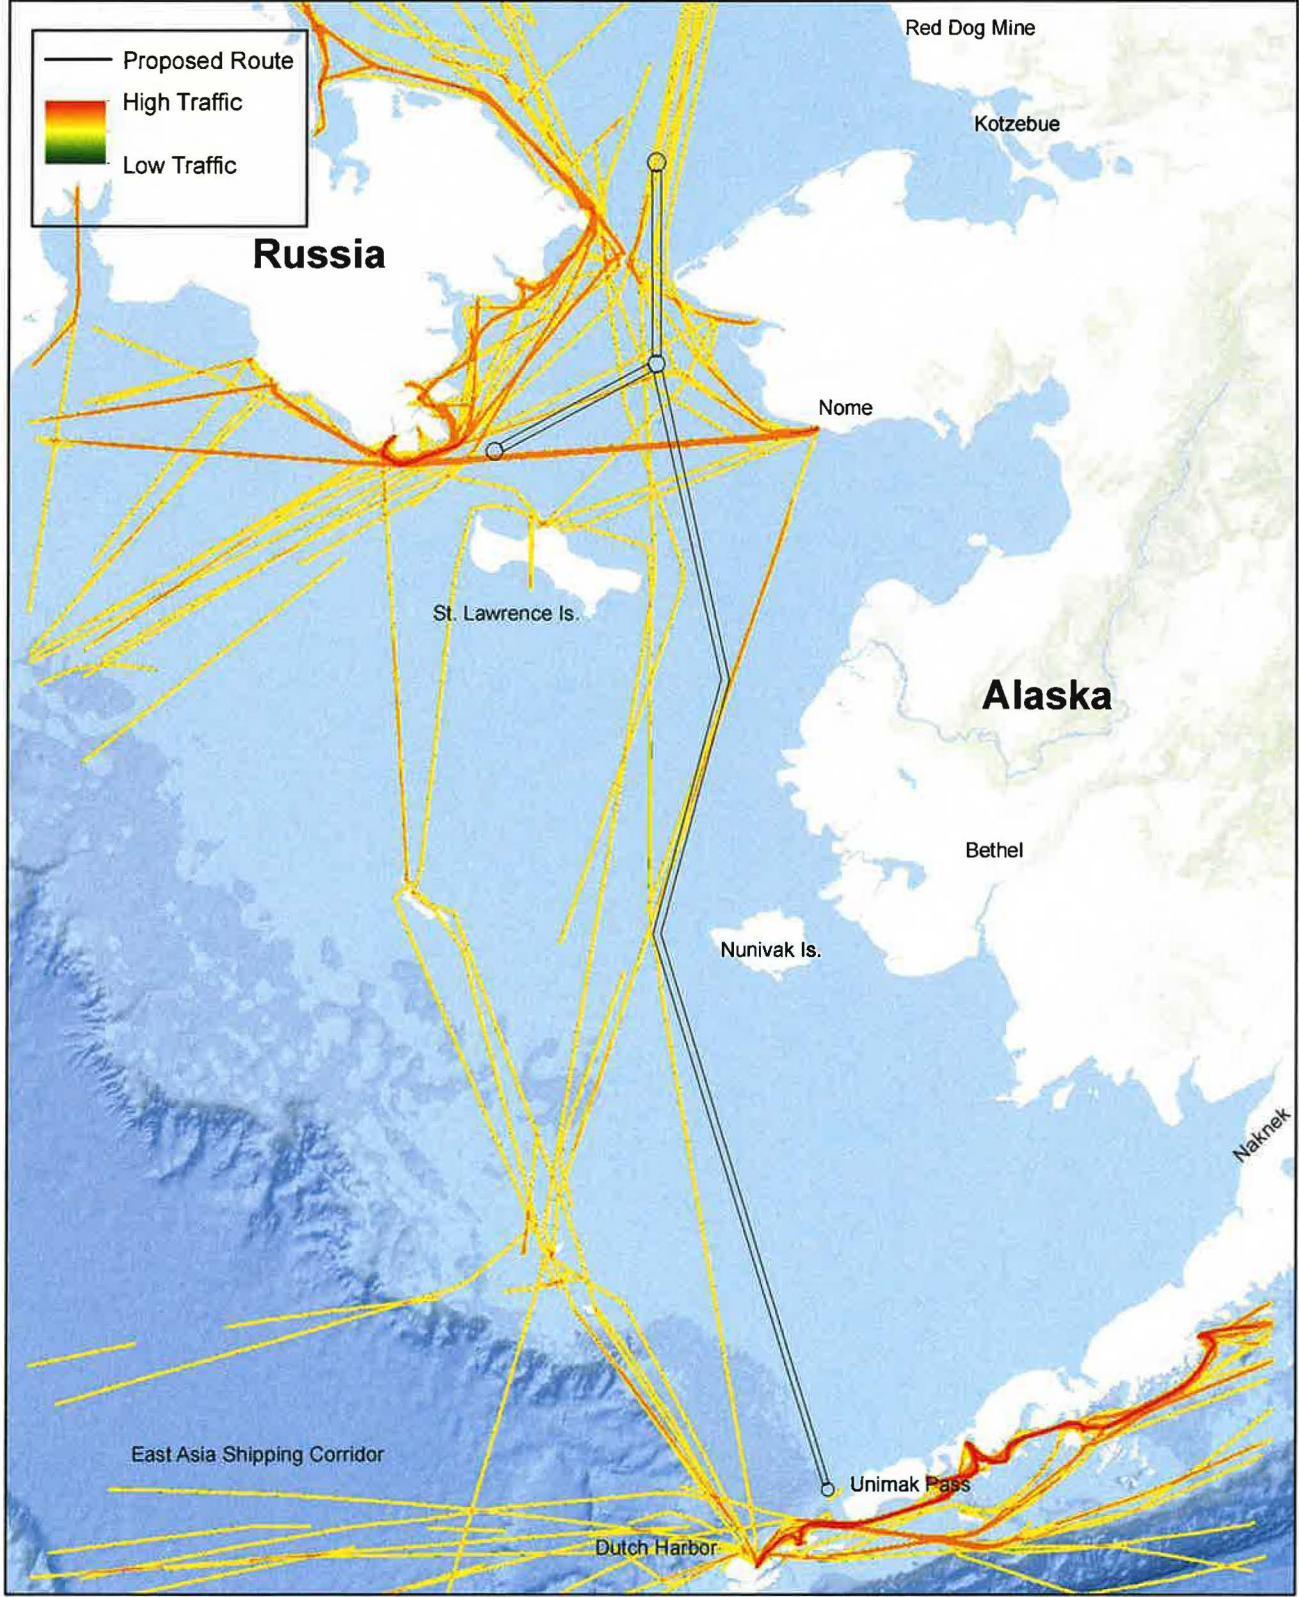 Red Dog Mine
Proposed Route
High Traffic
Kotzebue
Low Traffic
Russia
Nome
St. Lawrence Is.
Alaska
Bethel
Nunivak Is.
Naknek
East Asia Shipping Corridor
Unimak Pass
Dutch Harbor